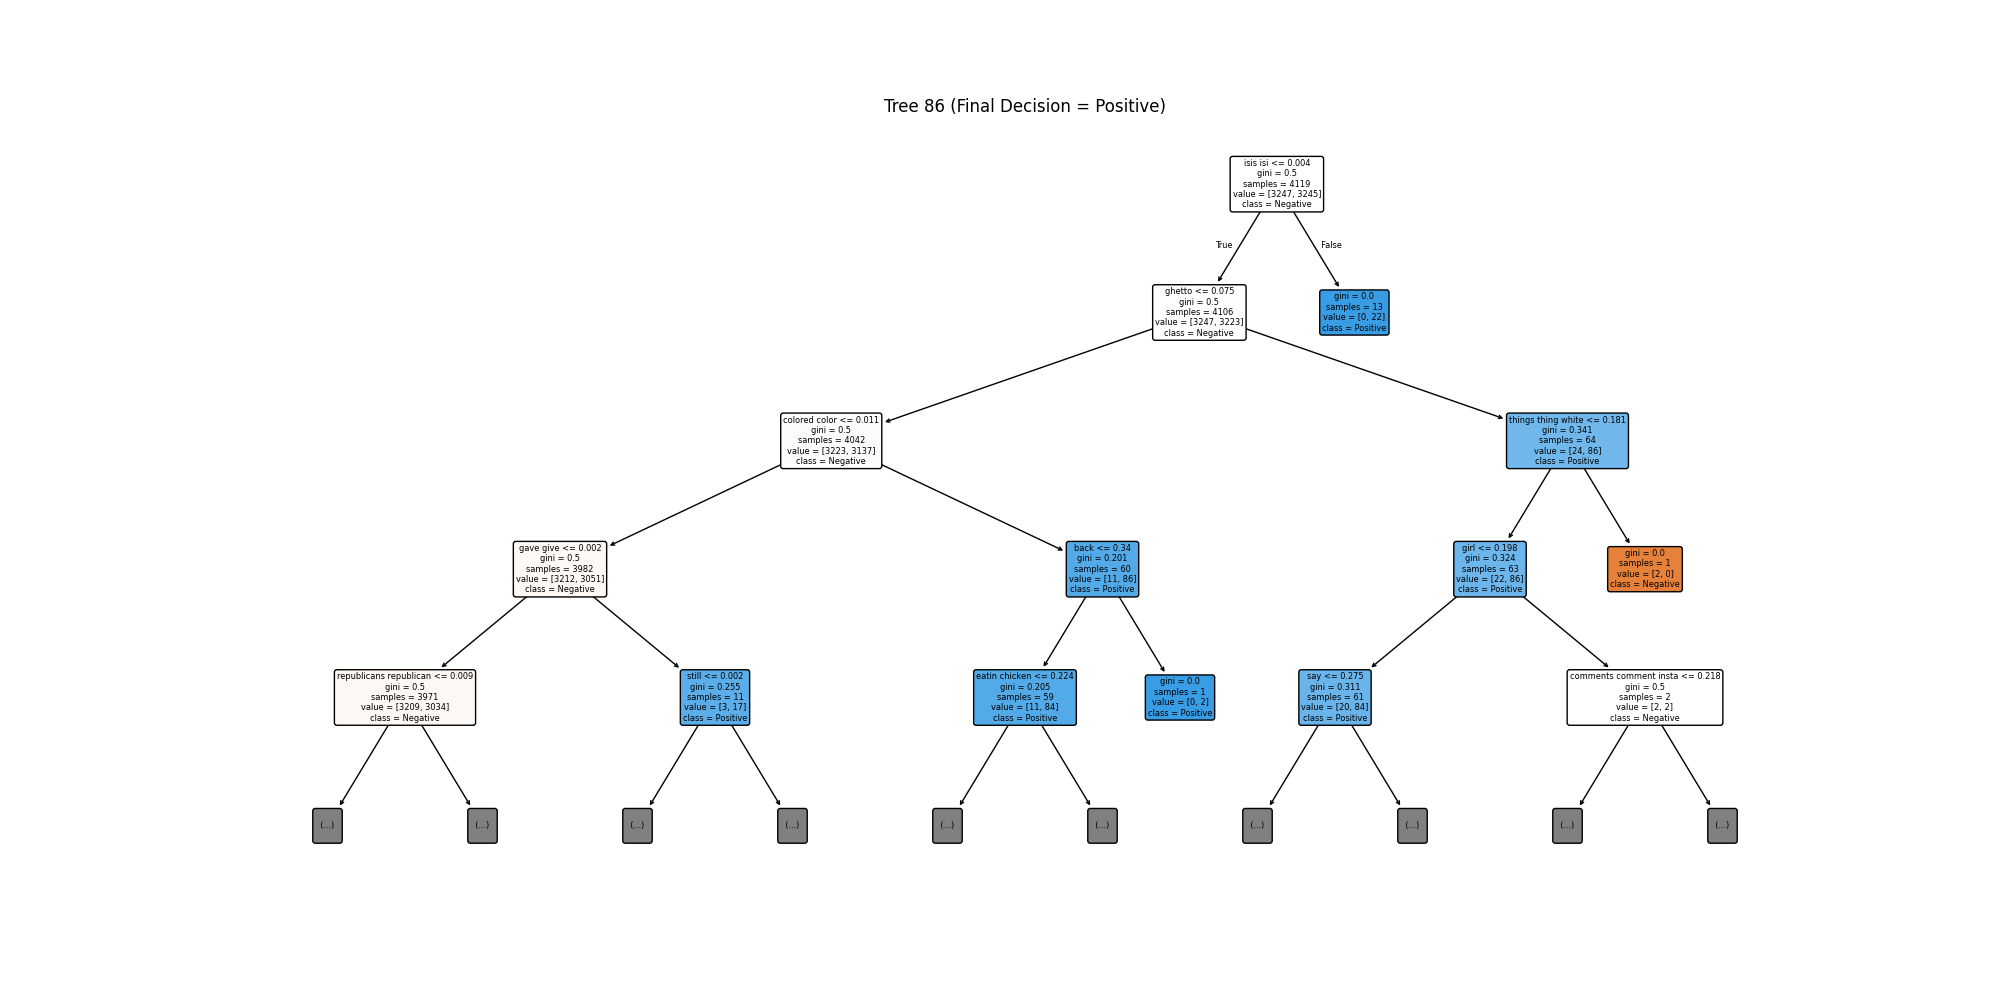 Tree 86 (Final Decision = Positive)
isis isi <= 0.004
gini = 0.5
samples = 4119
value = [3247, 3245]
class = Negative
True
False
ghetto <= 0.075
gini = 0.5
samples = 4106
value = [3247, 3223]
class = Negative
gini = 0.0
samples = 13
value = [0, 22]
class = Positive
colored color <= 0.011
gini = 0.5
samples = 4042
value = [3223, 3137]
class = Negative
things thing white <= 0.181
gini = 0.341
samples = 64
value = [24, 86]
class = Positive
gave give <= 0.002
gini = 0.5
samples = 3982
value = [3212, 3051]
class = Negative
back <= 0.34
gini = 0.201
samples = 60
value = [11, 86]
class = Positive
girl <= 0.198
gini = 0.324
samples = 63
value = [22, 86]
class = Positive
gini = 0.0
samples = 1
value = [2, 0]
class = Negative
republicans republican <= 0.009
gini = 0.5
samples = 3971
value = [3209, 3034]
class = Negative
still <= 0.002
gini = 0.255
samples = 11
value = [3, 17]
class = Positive
eatin chicken <= 0.224
gini = 0.205
samples = 59
value = [11, 84]
class = Positive
gini = 0.0
samples = 1
value = [0, 2]
class = Positive
say <= 0.275
gini = 0.311
samples = 61
value = [20, 84]
class = Positive
comments comment insta <= 0.218
gini = 0.5
samples = 2
value = [2, 2]
class = Negative
(...)
(...)
(...)
(...)
(...)
(...)
(...)
(...)
(...)
(...)